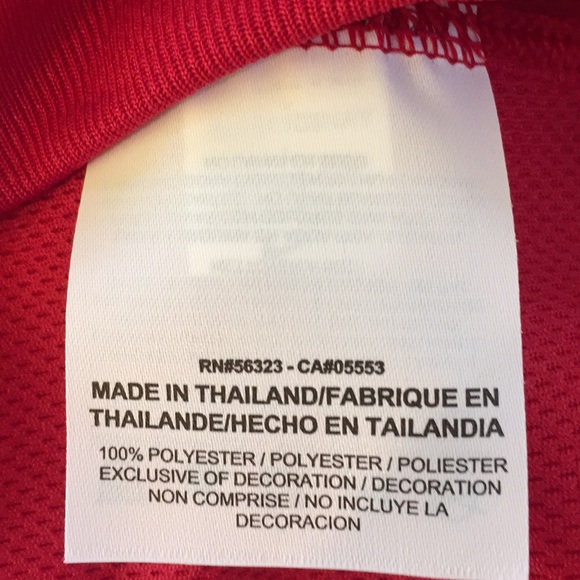 RN#56323 - CA#05553
MADE IN THAILAND/FABRIQUE EN
THAILANDE/HECHO EN TAILANDIA
100% POLYESTER / POLYESTER / POLIESTER
EXCLUSIVE OF DECORATION / DECORATION
NON COMPRISE / NO INCLUYE LA
DECORACION